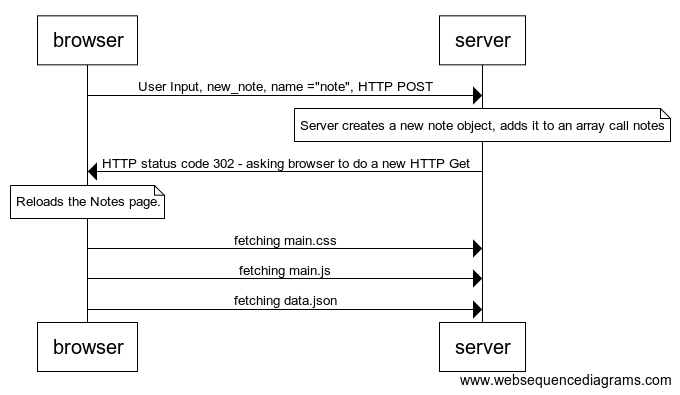 browser
server
User Input, new_note, name ="note", HTTP POST
Server creates a new note object, adds it to an array call notes
HTTP status code 302 - asking browser to do a new HTTP Get
Reloads the Notes page.
fetching main.css
fetching main.js
fetching data.json
browser
server
www.websequencediagrams.com